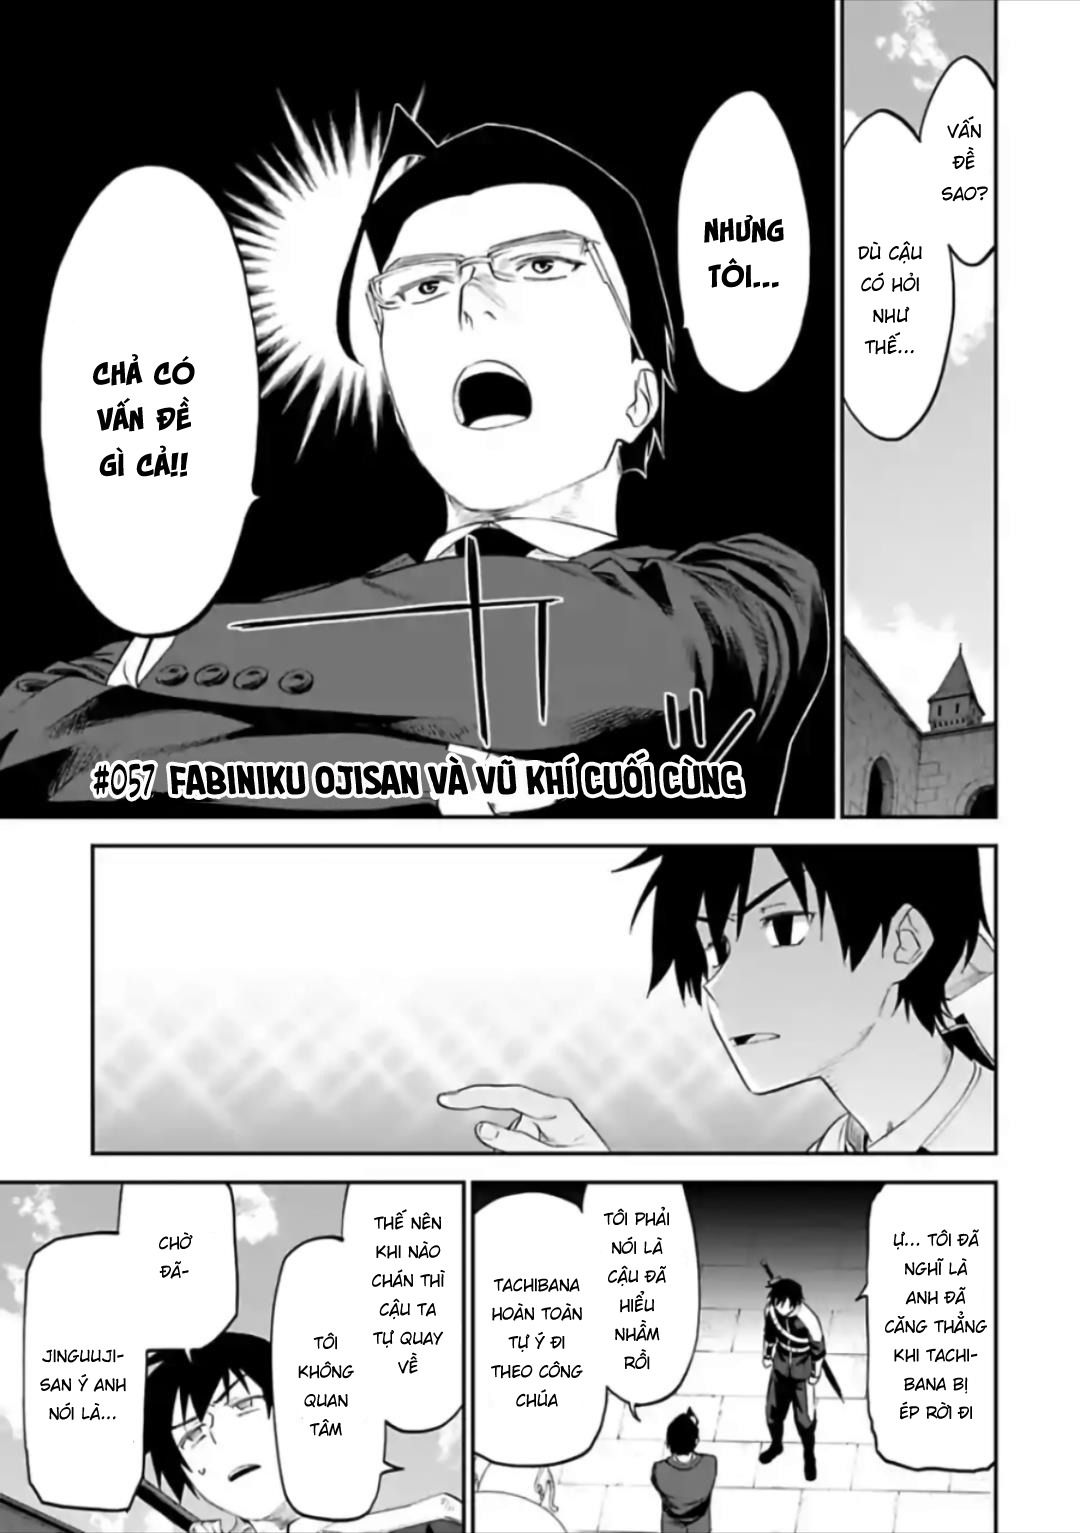 VẤN
ĐỀ
SAO?
DÙ CẬU
CÓ HỎI
NHƯ
THẾ...
NHƯNG
TÔI...
CHẢ CÓ
VẤN ĐỀ
GÌ CẢ!!
#057 FABINIKU OJISAN VÀ VŨ KHÍ CUỐI CÙNG
Ự... TÔI ĐÃ
NGHĨ LÀ
ANH ĐÃ
CĂNG THẲNG
KHI TACHI-
BANA BỊ
ÉP RỜI ĐI
TÔI PHẢI
NÓI LÀ
CẬU ĐÃ
HIỂU
NHẦM
RỒI
TACHIBANA
HOÀN TOÀN
TỰ Ý ĐI
THEO CÔNG
CHÚA
THẾ NÊN
KHI NÀO
CHÁN THÌ
CẬU TA
TỰ QUAY
VỀ
TÔI
KHÔNG
QUAN
TÂM
CHỜ
ĐÃ-
JINGUUJI-
SAN Ý ANH
NÓI LÀ...